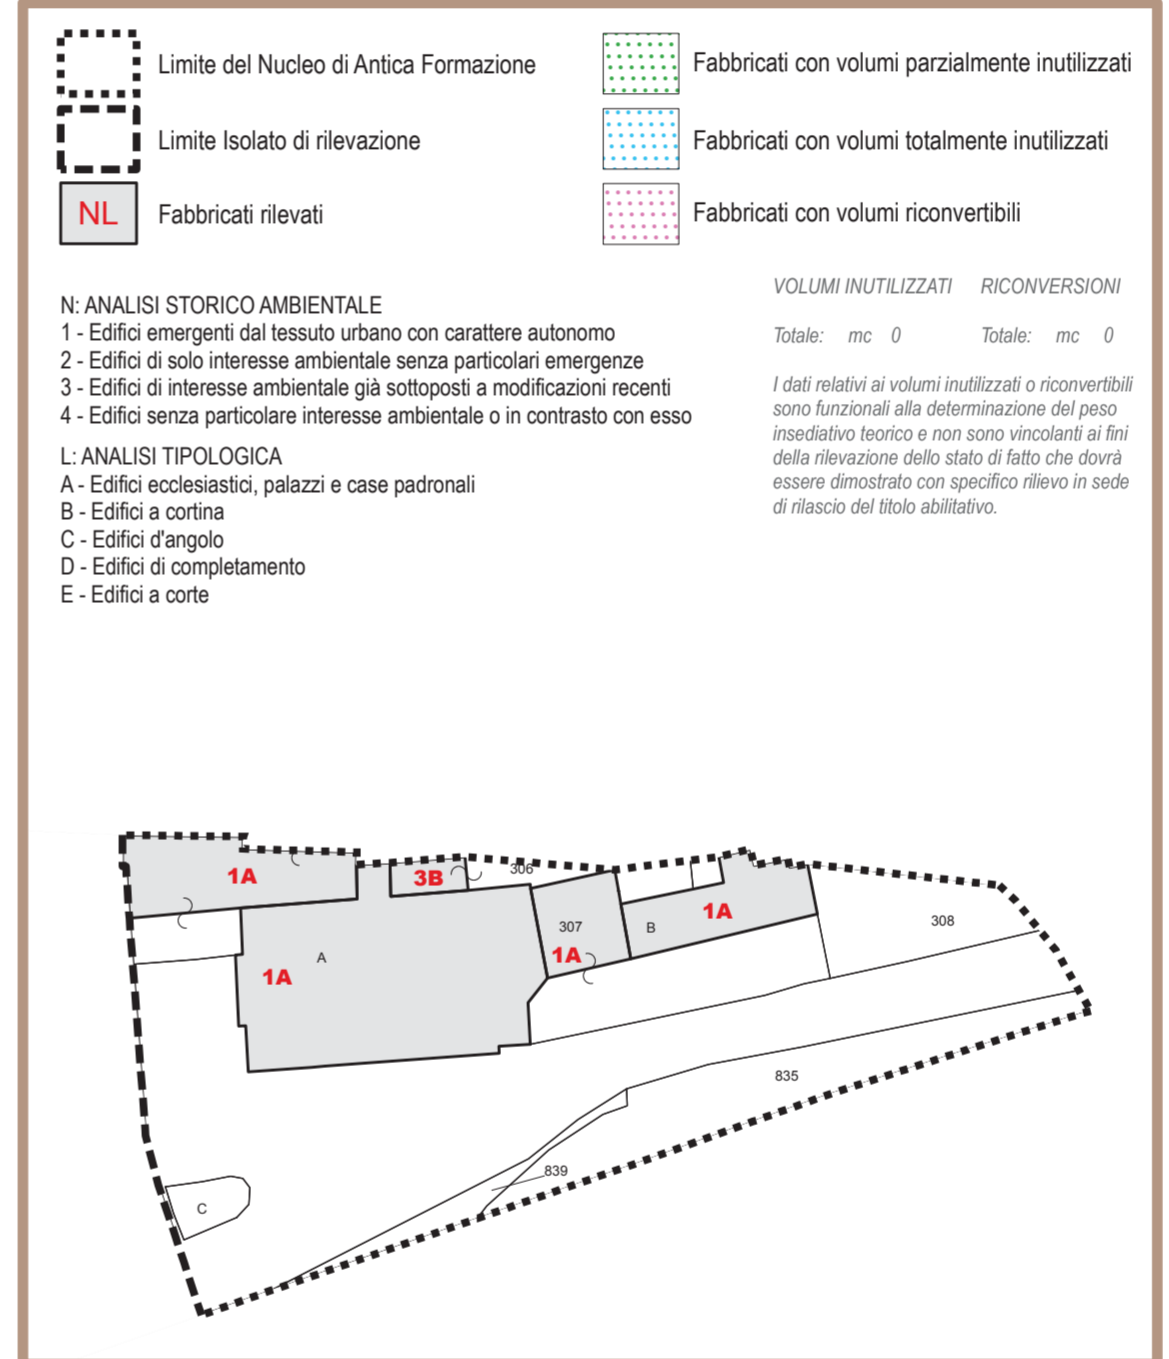 Limite del Nucleo di Antica Formazione
Limite Isolato di rilevazione
NL Fabbricati rilevati
Fabbricati con volumi parzialmente inutilizzati
Fabbricati con volumi totalmente inutilizzati
Fabbricati con volumi riconvertibili
N: ANALISI STORICO AMBIENTALE
1 - Edifici emergenti dal tessuto urbano con carattere autonomo
2 - Edifici di solo interesse ambientale senza particolari emergenze
3 - Edifici di interesse ambientale già sottoposti a modificazioni recenti
4 - Edifici senza particolare interesse ambientale o in contrasto con esso
L: ANALISI TIPOLOGICA
A - Edifici ecclesiastici, palazzi e case padronali
B - Edifici a cortina
C - Edifici d'angolo
D - Edifici di completamento
E - Edifici a corte
VOLUMI INUTILIZZATI RICONVERSIONI
Totale: mc 0 Totale: mc 0
I dati relativi ai volumi inutilizzati o riconvertibili
sono funzionali alla determinazione del peso
insediativo teorico e non sono vincolanti ai fini
della rilevazione dello stato di fatto che dovrà
essere dimostrato con specifico rilievo in sede
di rilascio del titolo abilitativo.
1A
3B
306
1A
307
B
1A
308
A
1A
835
839
C